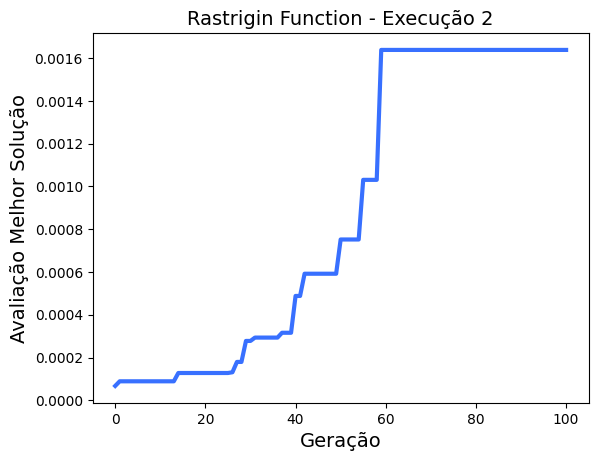 Rastrigin Function - Execução 2
Avaliação Melhor Solução
0.0016
0.0014
0.0012
0.0010
0.0008
0.0006
0.0004
0.0002
0.0000
0 20 40 60 80 100
Geração